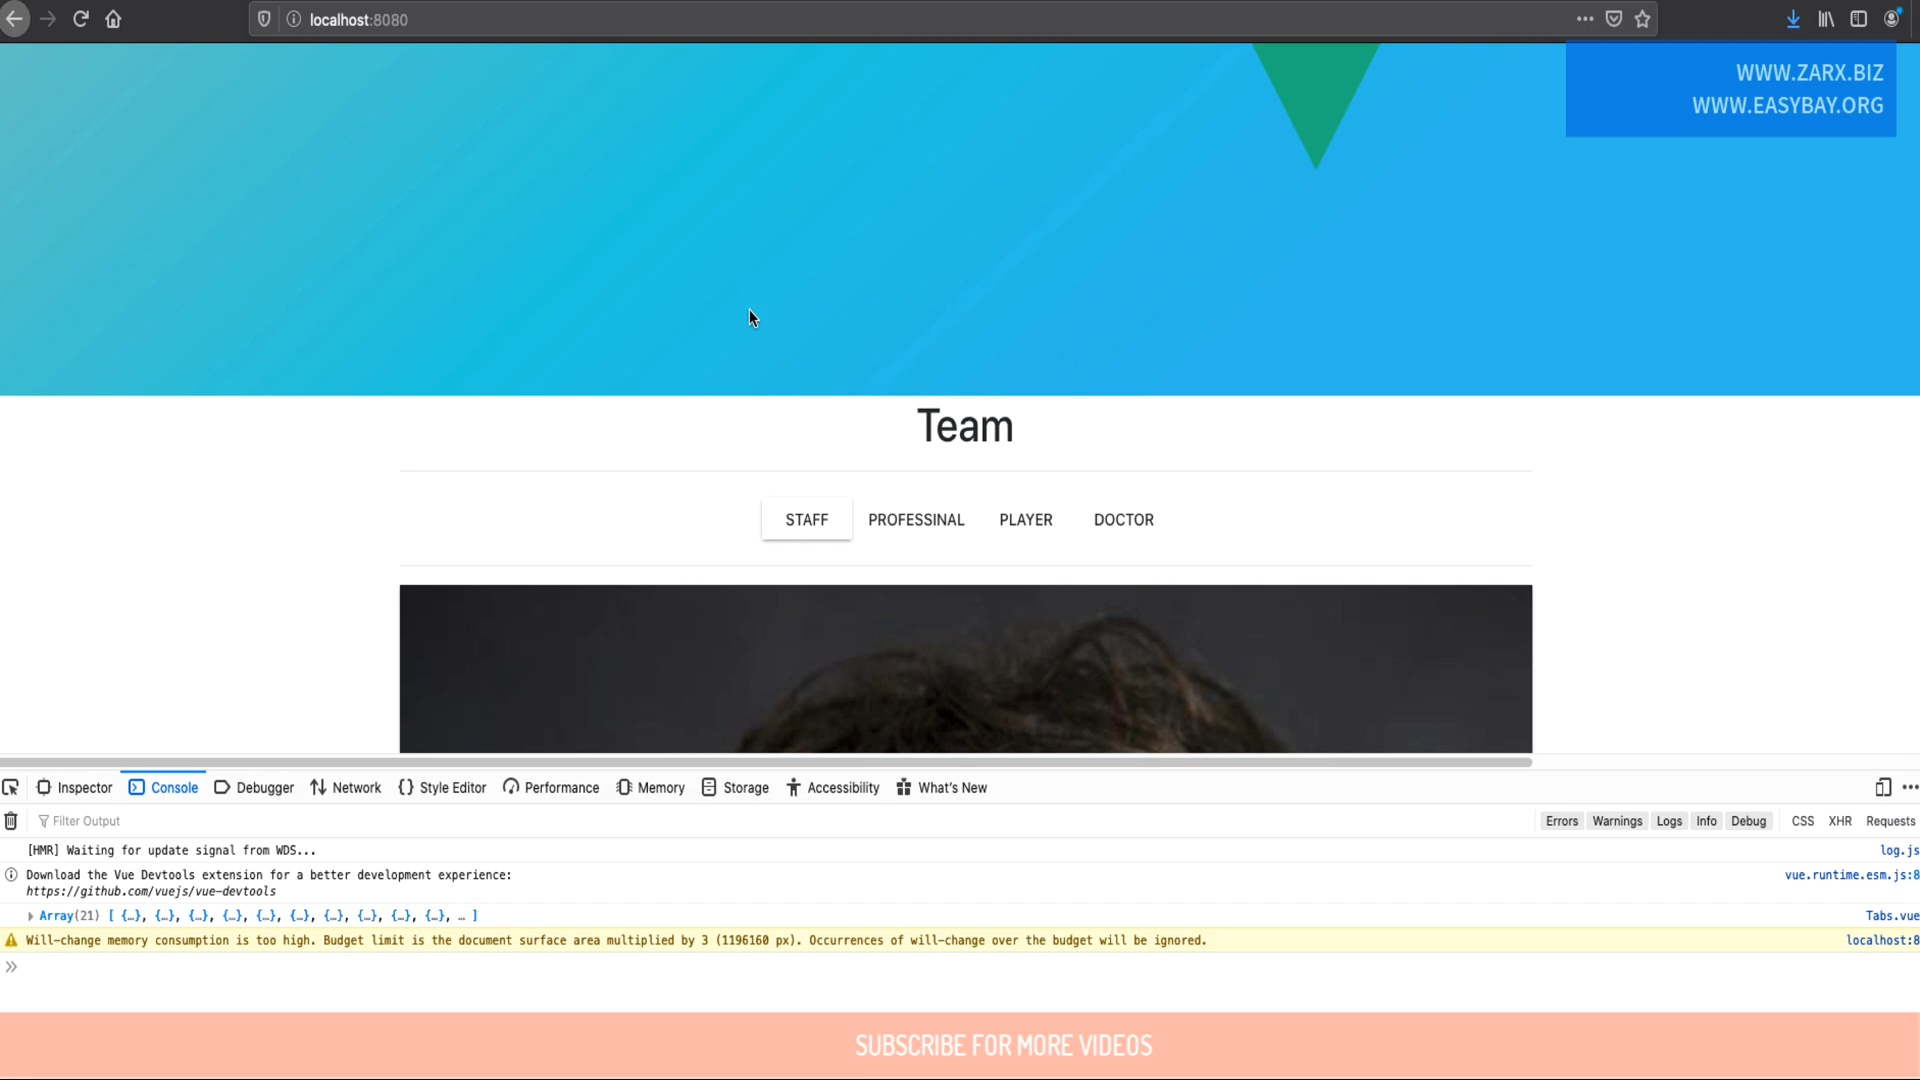 localhost:8080
WWW.ZARX.BIZ
WWW.EASYBAY.ORG
Team
STAFF PROFESSINAL PLAYER DOCTOR
Inspector Console Debugger Network Style Editor Performance Memory Storage Accessibility What's New
Filter Output Errors Warnings Logs Info Debug CSS XHR Requests
[HMR] Waiting for update signal from WDS... log.js
Download the Vue Devtools extension for a better development experience: vue.runtime.esm.js:8
https://github.com/vuejs/vue-devtools
Array(21) [ {…}, {…}, {…}, {…}, {…}, {…}, {…}, {…}, {…}, {…}, … ] Tabs.vue
Will-change memory consumption is too high. Budget limit is the document surface area multiplied by 3 (1196160 px). Occurrences of will-change over the budget will be ignored. localhost:8
SUBSCRIBE FOR MORE VIDEOS